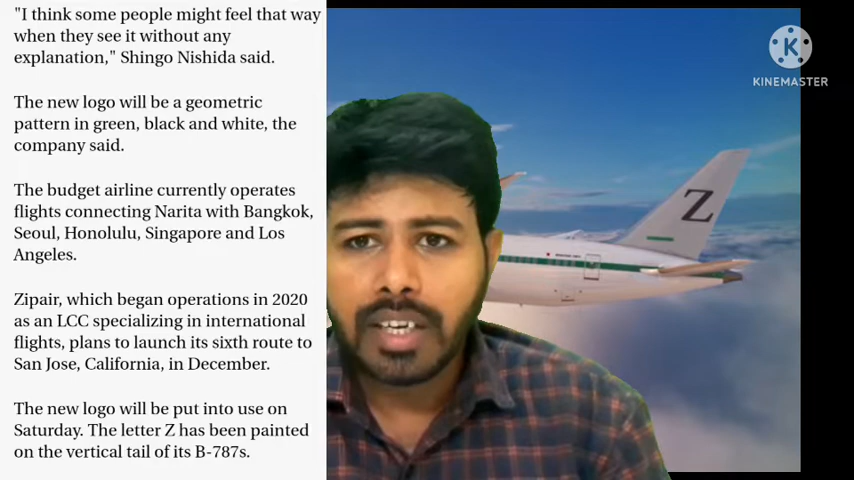 "I think some people might feel that way
when they see it without any
explanation," Shingo Nishida said.
The new logo will be a geometric
pattern in green, black and white, the
company said.
The budget airline currently operates
flights connecting Narita with Bangkok,
Seoul, Honolulu, Singapore and Los
Angeles.
Zipair, which began operations in 2020
as an LCC specializing in international
flights, plans to launch its sixth route to
San Jose, California, in December.
The new logo will be put into use on
Saturday. The letter Z has been painted
on the vertical tail of its B-787s.
K
KINEMASTER
Z